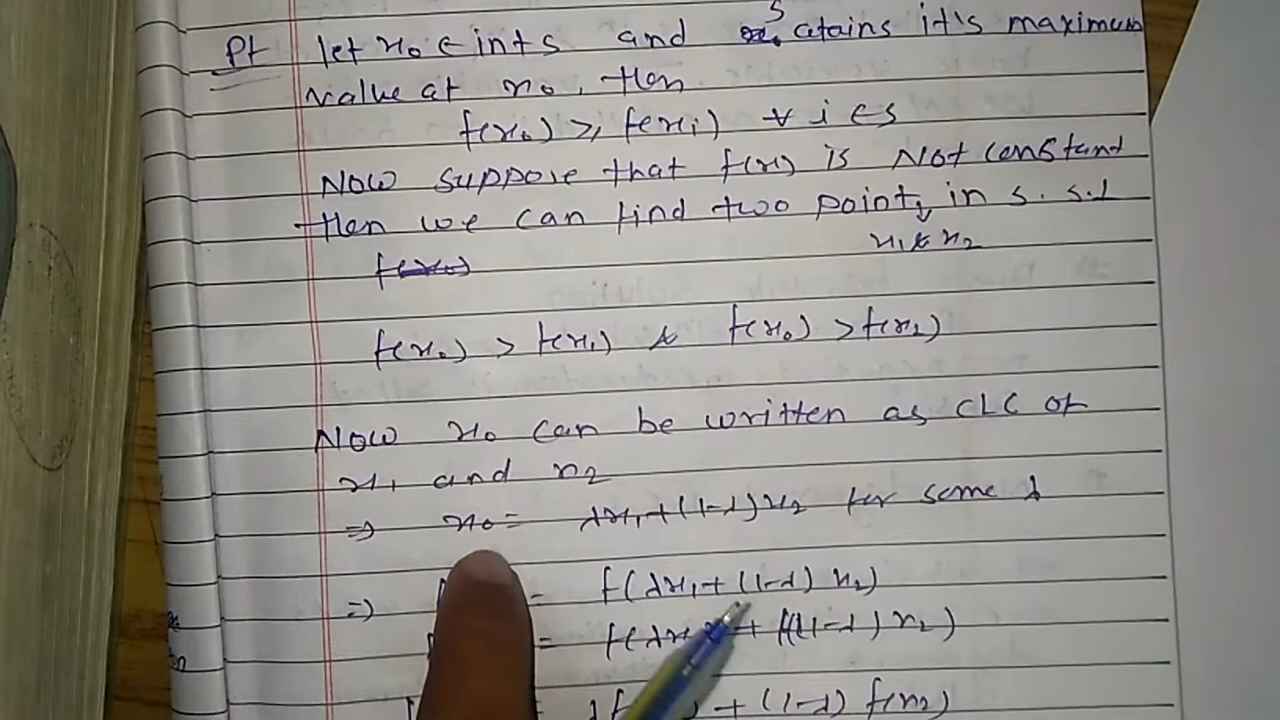 Pf let x₀ ∈ int s and s atains it's maximum
value at x₀, then
f(x₀) ≥ f(xi) ∀ i ∈ s
Now suppose that f(x) is Not constant
then we can find two points in s. s.t
x₁ & x₂
f(x₀) > f(x₁) & f(x₀) > f(x₂)
Now x₀ can be written as CLC of
x₁ and x₂
⇒ x₀ = λx₁+(1-λ)x₂ for some λ
⇒ = f(λx₁+(1-λ) x₂)
= f(λx + f((1-λ) x₂)
λf + (1-λ) f(x₂)